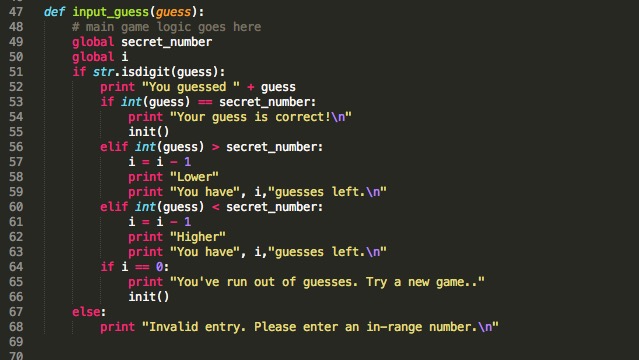 47 def input_guess(guess):
48     # main game logic goes here
49     global secret_number
50     global i
51     if str.isdigit(guess):
52         print "You guessed " + guess
53         if int(guess) == secret_number:
54             print "Your guess is correct!\n"
55             init()
56         elif int(guess) > secret_number:
57             i = i - 1
58             print "Lower"
59             print "You have", i,"guesses left.\n"
60         elif int(guess) < secret_number:
61             i = i - 1
62             print "Higher"
63             print "You have", i,"guesses left.\n"
64         if i == 0:
65             print "You've run out of guesses. Try a new game.."
66             init()
67     else:
68         print "Invalid entry. Please enter an in-range number.\n"
69
70